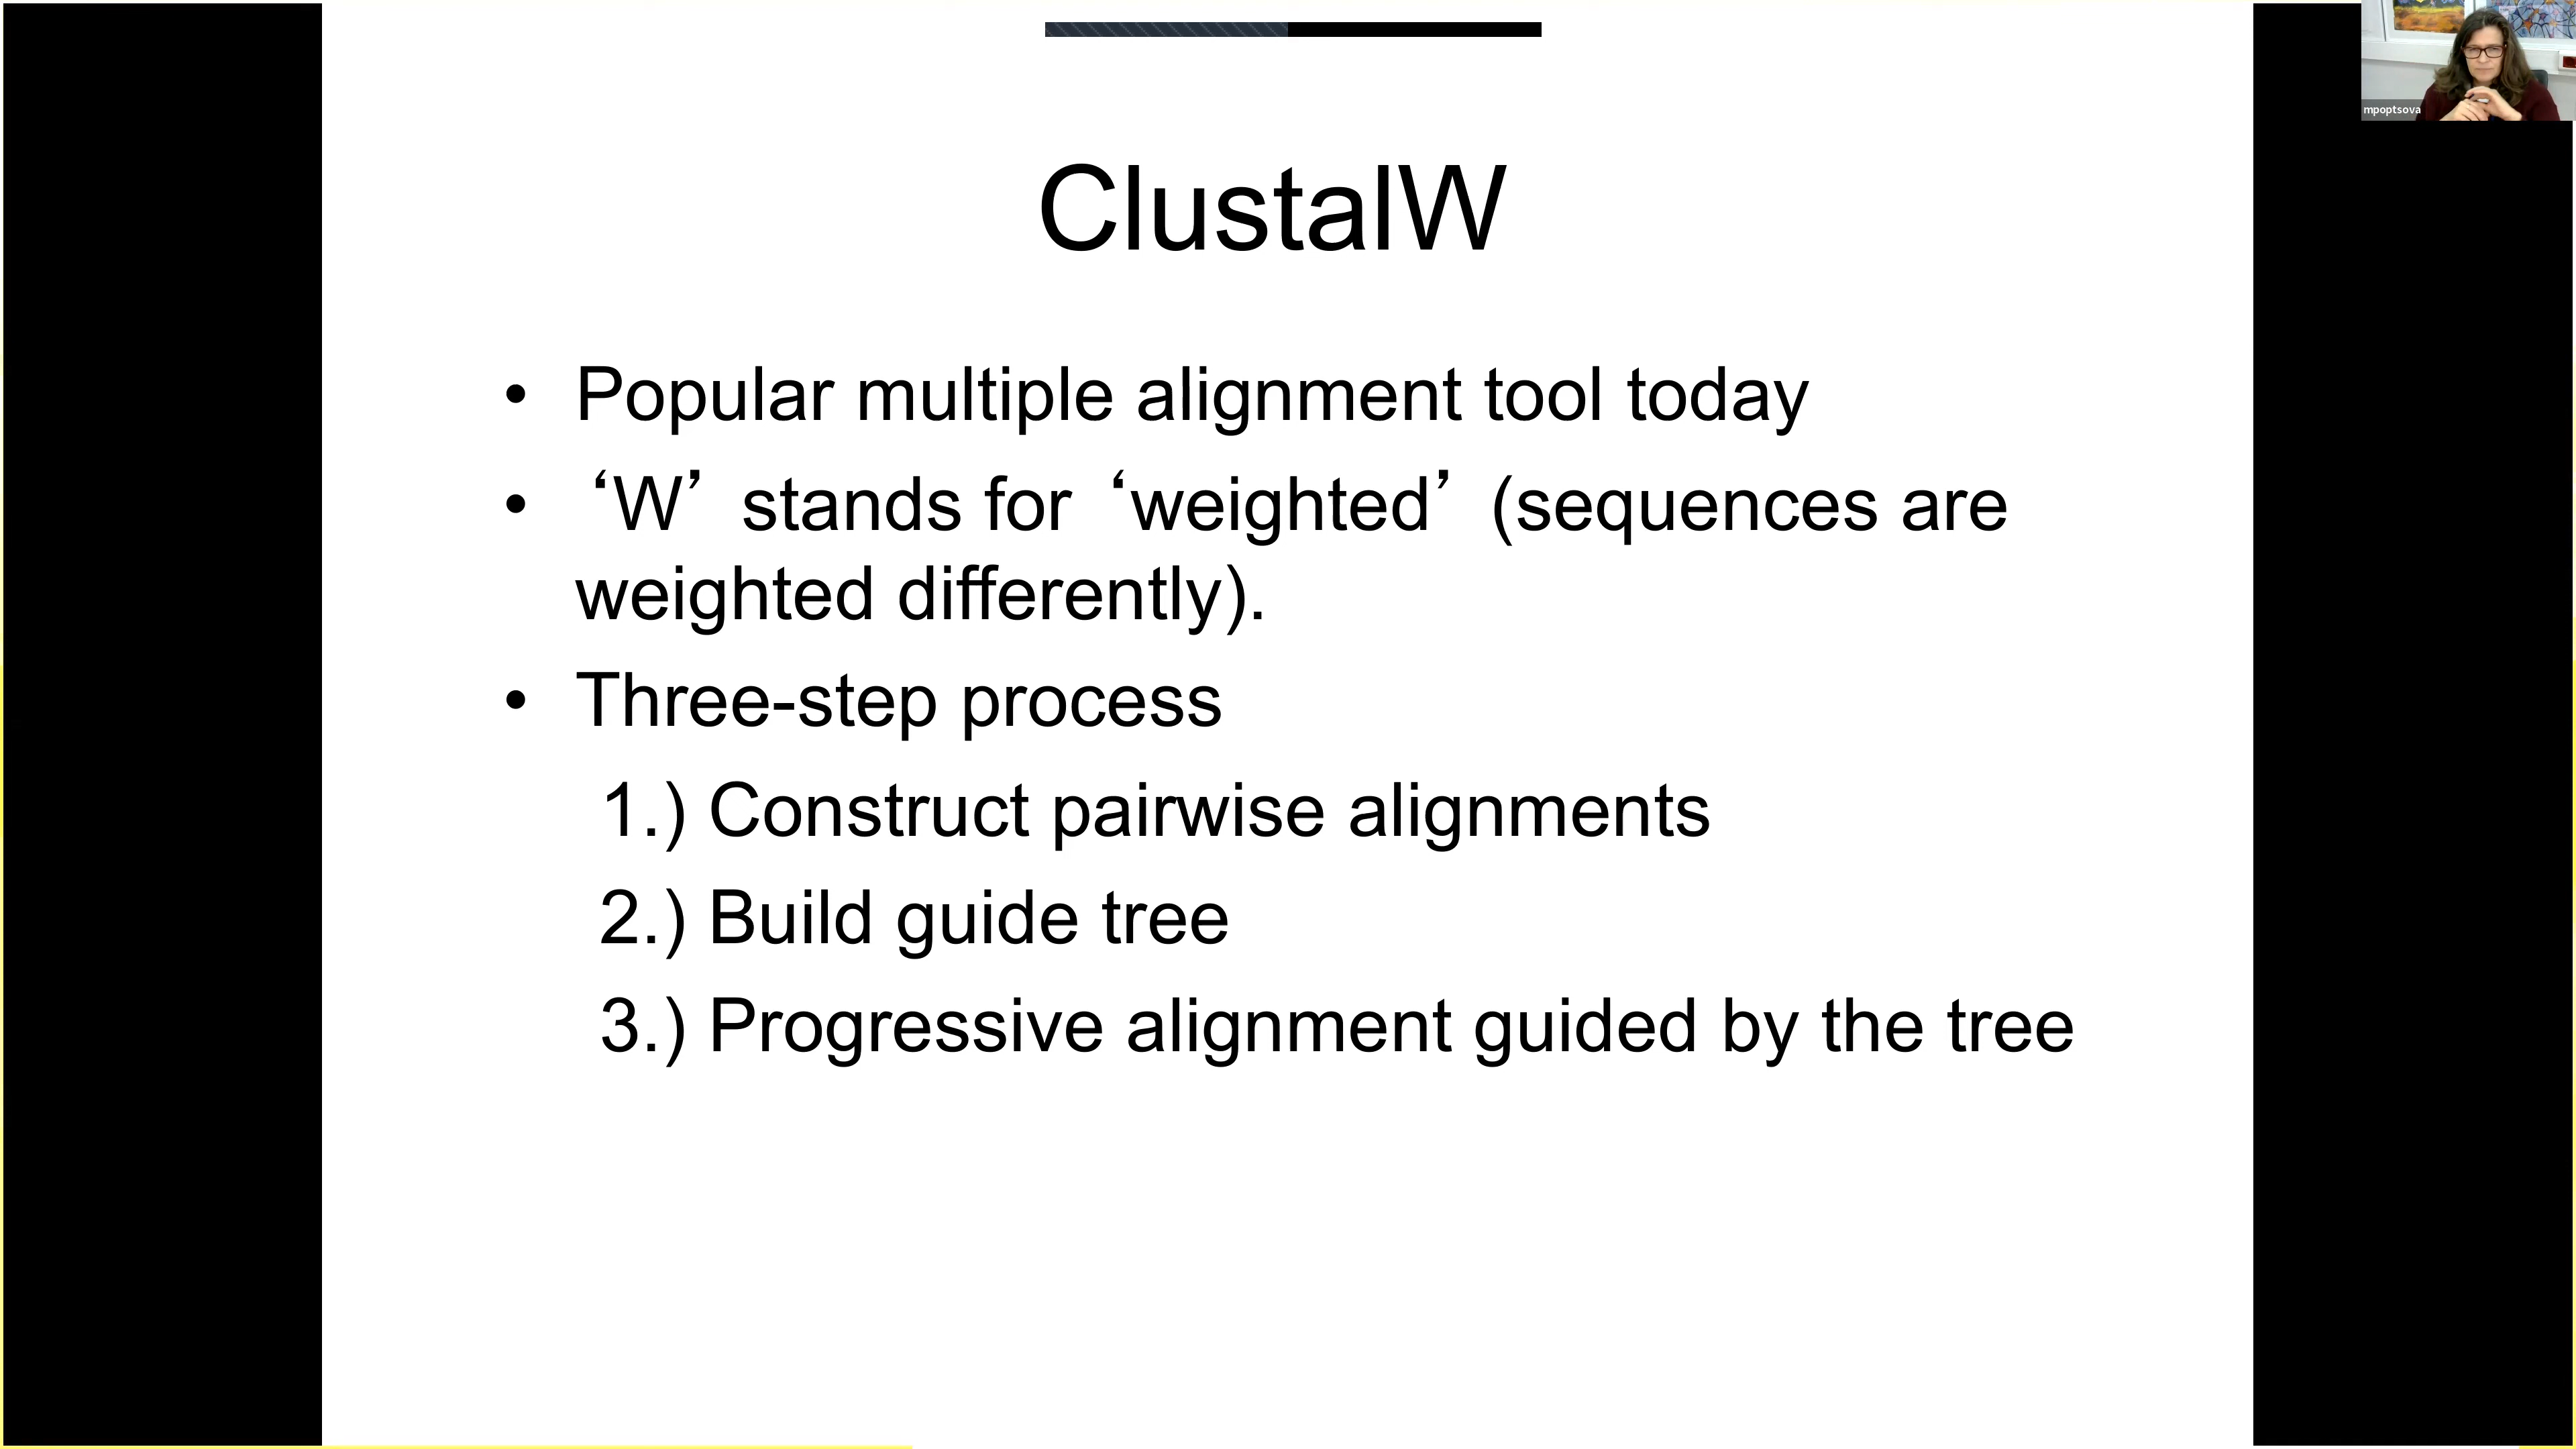 mpoptsova
ClustalW
• Popular multiple alignment tool today
• ‘W’ stands for ‘weighted’ (sequences are
weighted differently).
• Three-step process
1.) Construct pairwise alignments
2.) Build guide tree
3.) Progressive alignment guided by the tree